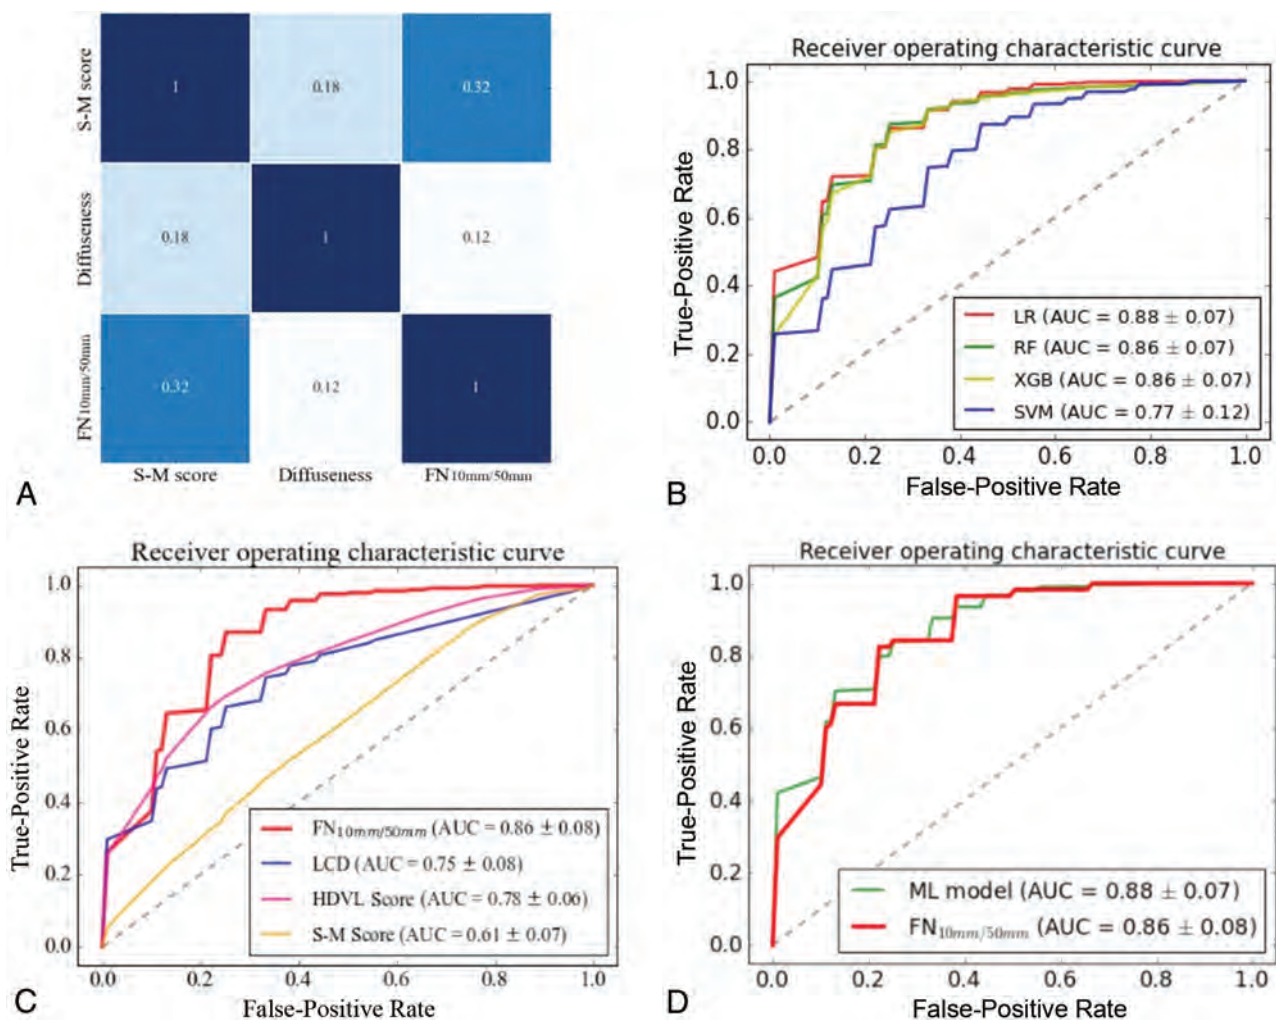 S-M score
1
0.18
0.32
Diffuseness
0.18
1
0.12
FN10mm/50mm
0.32
0.12
1
S-M score
Diffuseness
FN10mm/50mm
A
Receiver operating characteristic curve
True-Positive Rate
1.0
0.8
0.6
0.4
0.2
0.0
LR (AUC = 0.88 ± 0.07)
RF (AUC = 0.86 ± 0.07)
XGB (AUC = 0.86 ± 0.07)
SVM (AUC = 0.77 ± 0.12)
0.0 0.2 0.4 0.6 0.8 1.0
False-Positive Rate
B
Receiver operating characteristic curve
True-Positive Rate
1.0
0.8
0.6
0.4
0.2
0.0
FN10mm/50mm (AUC = 0.86 ± 0.08)
LCD (AUC = 0.75 ± 0.08)
HDVL Score (AUC = 0.78 ± 0.06)
S-M Score (AUC = 0.61 ± 0.07)
0.0 0.2 0.4 0.6 0.8 1.0
False-Positive Rate
C
Receiver operating characteristic curve
True-Positive Rate
1.0
0.8
0.6
0.4
0.2
0.0
ML model (AUC = 0.88 ± 0.07)
FN10mm/50mm (AUC = 0.86 ± 0.08)
0.0 0.2 0.4 0.6 0.8 1.0
False-Positive Rate
D